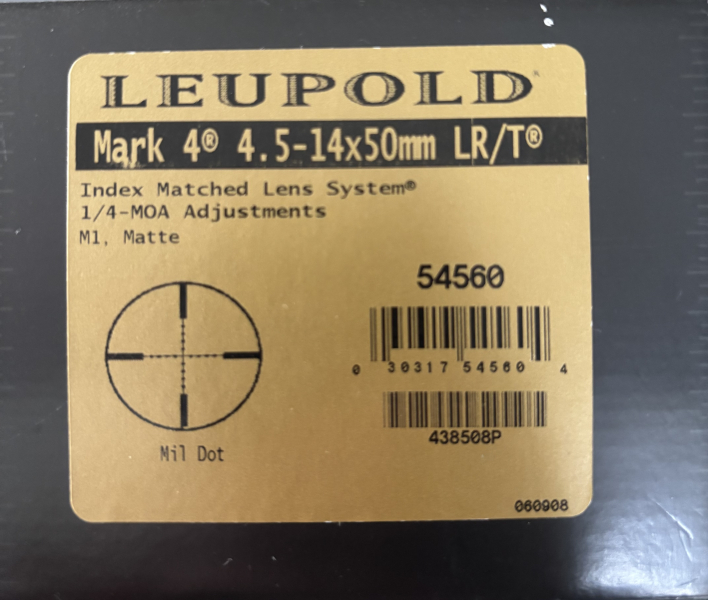 LEUPOLD®
Mark 4® 4.5-14x50mm LR/T®
Index Matched Lens System®
1/4-MOA Adjustments
M1, Matte
54560
0 30317 54560 4
438508P
Mil Dot
060908